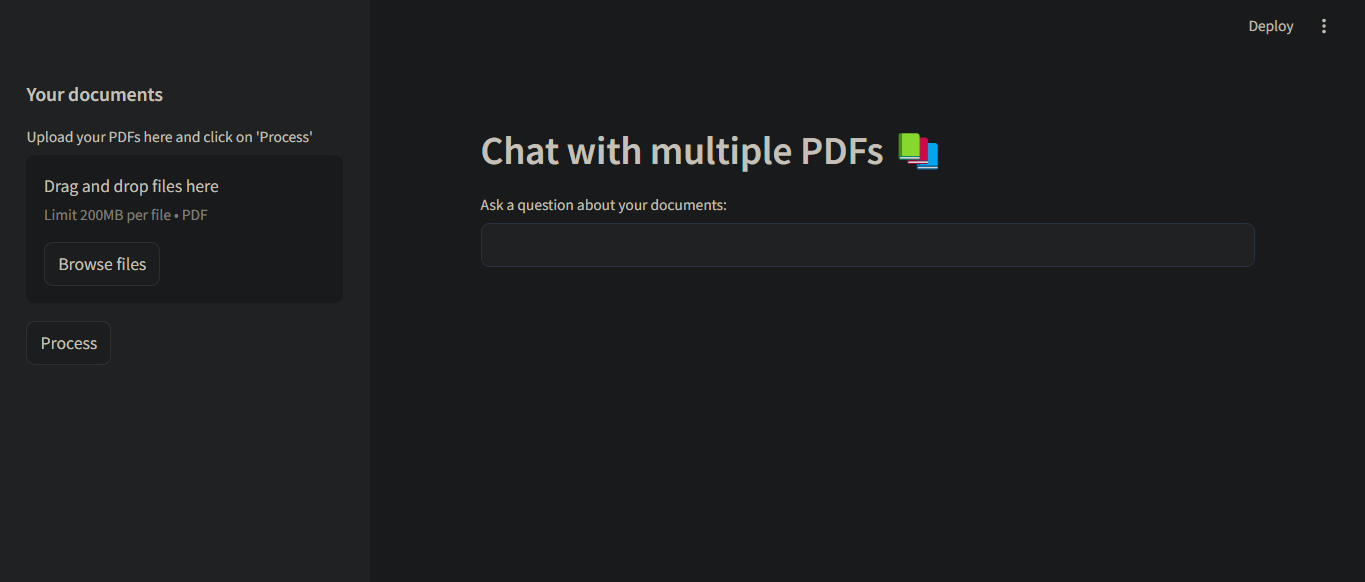 Deploy
Your documents
Upload your PDFs here and click on 'Process'
Drag and drop files here
Limit 200MB per file • PDF
Browse files
Process
Chat with multiple PDFs 📚
Ask a question about your documents: